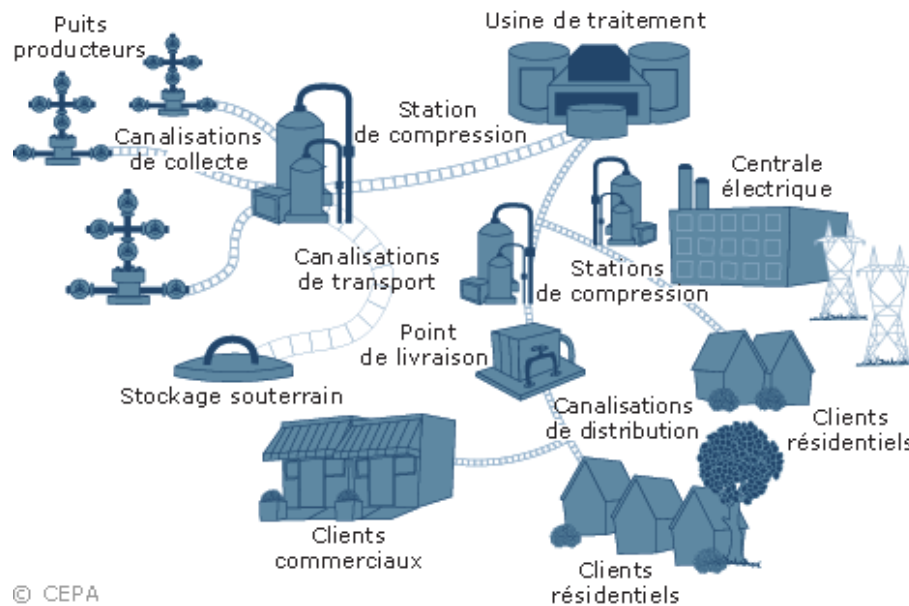 Puits
producteurs
Usine de traitement
Canalisations
de collecte
Station
de compression
Centrale
électrique
Canalisations
de transport
Stations
de compression
Point
de livraison
Stockage souterrain
Canalisations
de distribution
Clients
résidentiels
Clients
commerciaux
Clients
résidentiels
© CEPA